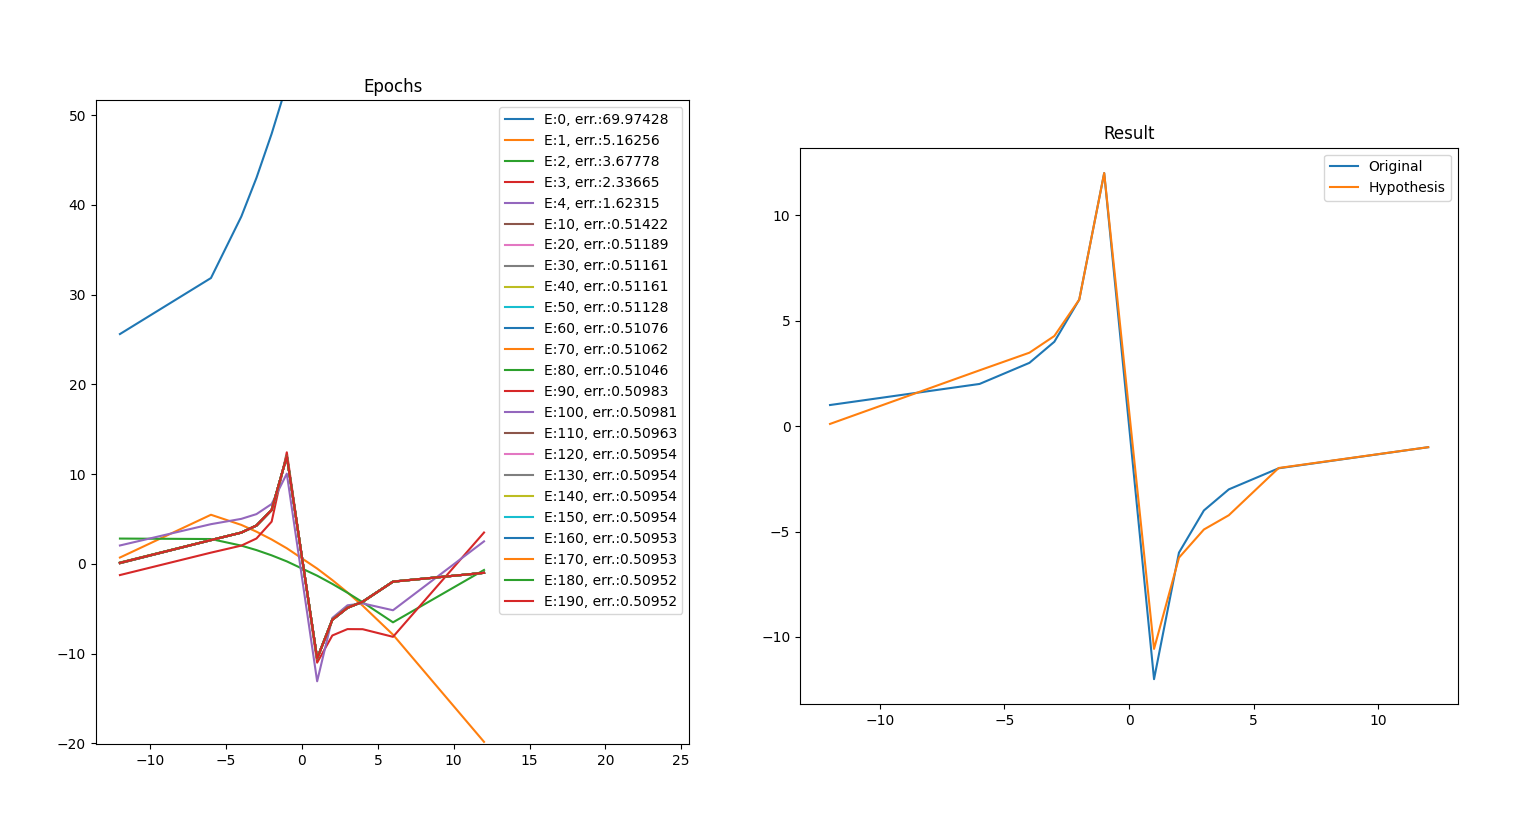 Epochs
50
40
30
20
10
0
−10
−20
−10
−5
0
5
10
15
20
25
E:0, err.:69.97428
E:1, err.:5.16256
E:2, err.:3.67778
E:3, err.:2.33665
E:4, err.:1.62315
E:10, err.:0.51422
E:20, err.:0.51189
E:30, err.:0.51161
E:40, err.:0.51161
E:50, err.:0.51128
E:60, err.:0.51076
E:70, err.:0.51062
E:80, err.:0.51046
E:90, err.:0.50983
E:100, err.:0.50981
E:110, err.:0.50963
E:120, err.:0.50954
E:130, err.:0.50954
E:140, err.:0.50954
E:150, err.:0.50954
E:160, err.:0.50953
E:170, err.:0.50953
E:180, err.:0.50952
E:190, err.:0.50952
Result
10
5
0
−5
−10
−10
−5
0
5
10
Original
Hypothesis